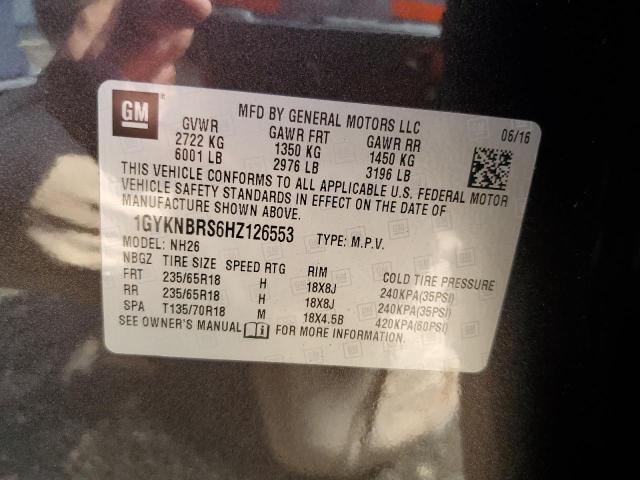 GM
MFD BY GENERAL MOTORS LLC
06/16
GVWR GAWR FRT GAWR RR
2722 KG 1350 KG 1450 KG
6001 LB 2976 LB 3196 LB
THIS VEHICLE CONFORMS TO ALL APPLICABLE U.S. FEDERAL MOTOR
VEHICLE SAFETY STANDARDS IN EFFECT ON THE DATE OF
MANUFACTURE SHOWN ABOVE.
1GYKNBRS6HZ126553 TYPE: M.P.V.
MODEL: NH26
NBGZ TIRE SIZE SPEED RTG RIM COLD TIRE PRESSURE
FRT 235/65R18 H 18X8J 240KPA(35PSI)
RR 235/65R18 H 18X8J 240KPA(35PSI)
SPA T135/70R18 M 18X4.5B 420KPA(60PSI)
SEE OWNER'S MANUAL FOR MORE INFORMATION.